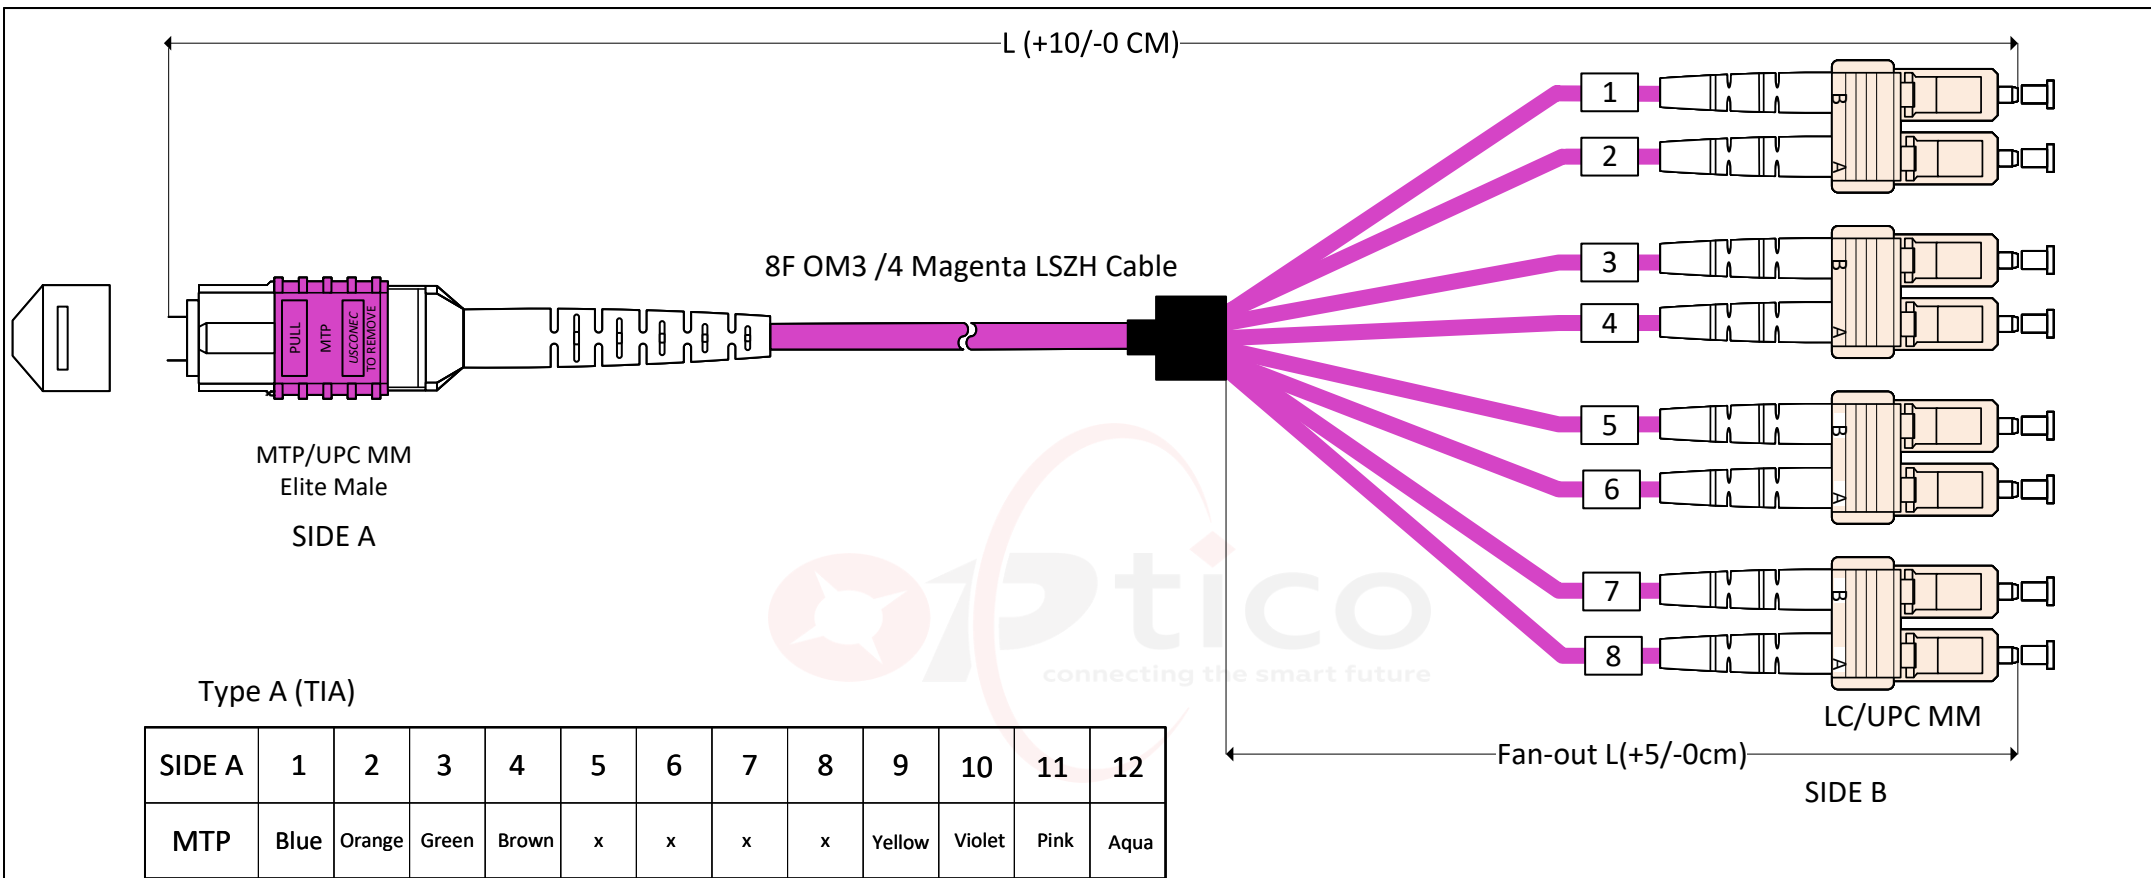 L (+10/-0 CM)
1
B
2
A
8F OM3 /4 Magenta LSZH Cable
3
B
4
A
PULL
MTP
USCONEC
TO REMOVE
5
B
6
A
MTP/UPC MM
Elite Male
SIDE A
7
B
8
A
OPtico
connecting the smart future
LC/UPC MM
Fan-out L(+5/-0cm)
SIDE B
Type A (TIA)
SIDE A 1 2 3 4 5 6 7 8 9 10 11 12
MTP Blue Orange Green Brown x x x x Yellow Violet Pink Aqua